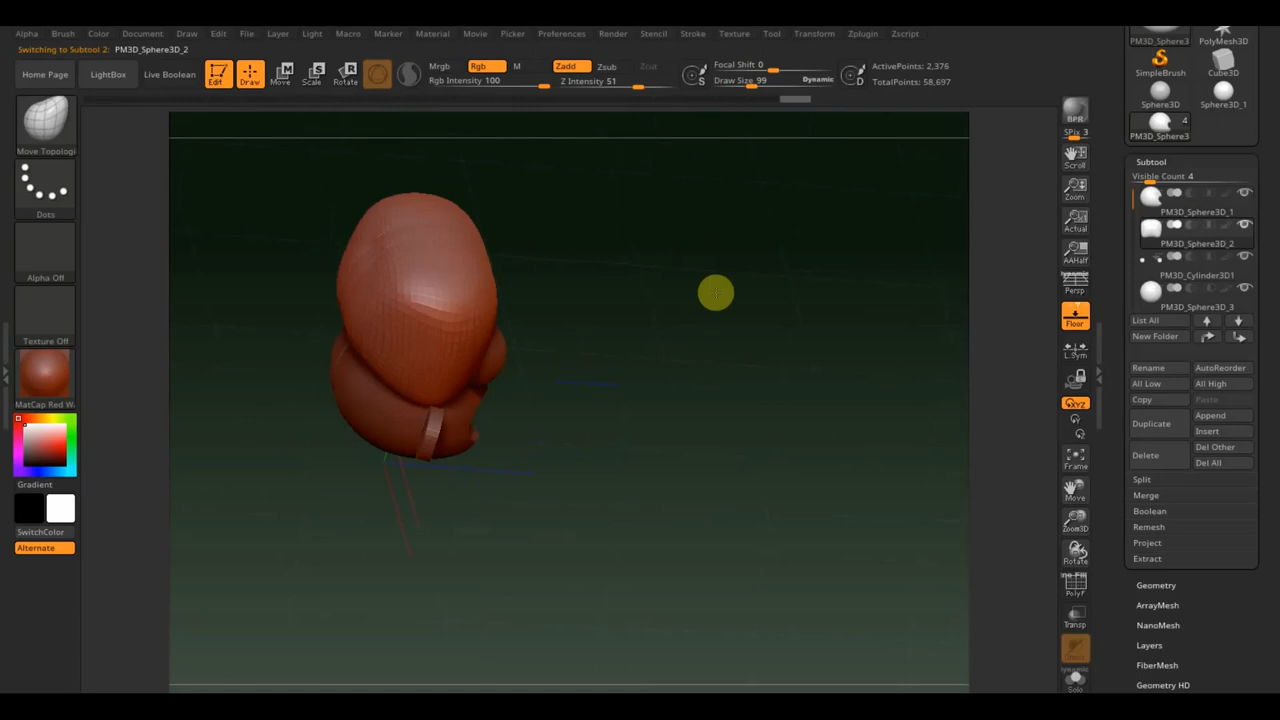 Alpha Brush Color Document Draw Edit File Layer Light Macro Marker Material Movie Picker Preferences Render Stencil Stroke Texture Tool Transform Zplugin Zscript
Switching to Subtool 2: PM3D_Sphere3D_2
Home Page LightBox Live Boolean Edit Draw Move Scale Rotate
Mrgb Rgb M Zadd Zsub Zcut
Rgb Intensity 100 Z Intensity 51
Focal Shift 0
Draw Size 99 Dynamic
ActivePoints: 2,376
TotalPoints: 58,697
Move Topologi
Dots
Alpha Off
Texture Off
MatCap Red W
Gradient
SwitchColor
Alternate
BPR
SPix 3
Scroll
Zoom
Actual
AAHalf
Dynamic
Persp
Floor
L.Sym
XYZ
Frame
Move
Zoom3D
Rotate
PolyF
Transp
Dynamic
Solo
PM3D_Sphere3 PolyMesh3D
SimpleBrush Cube3D
Sphere3D Sphere3D_1
4
PM3D_Sphere3
Subtool
Visible Count 4
PM3D_Sphere3D_1
PM3D_Sphere3D_2
PM3D_Cylinder3D1
PM3D_Sphere3D_3
List All
New Folder
Rename AutoReorder
All Low All High
Copy Paste
Duplicate Append
Insert
Delete Del Other
Del All
Split
Merge
Boolean
Remesh
Project
Extract
Geometry
ArrayMesh
NanoMesh
Layers
FiberMesh
Geometry HD